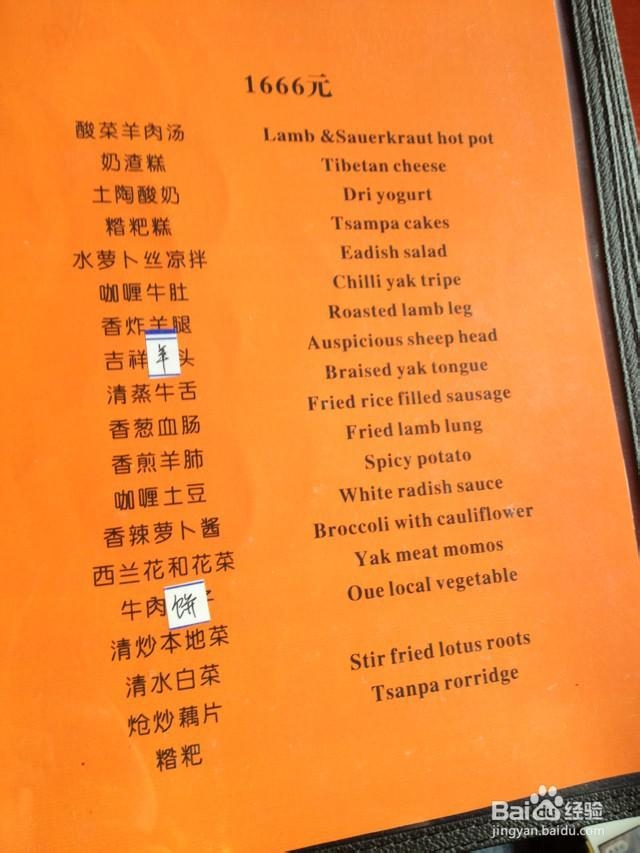 1666元
酸菜羊肉汤
奶渣糕
土陶酸奶
糌粑糕
水萝卜丝凉拌
咖喱牛肚
香炸羊腿
吉祥羊头
清蒸牛舌
香葱血肠
香煎羊肺
咖喱土豆
香辣萝卜酱
西兰花和花菜
牛肉饼子
清炒本地菜
清水白菜
炝炒藕片
糌粑
Lamb &Sauerkraut hot pot
Tibetan cheese
Dri yogurt
Tsampa cakes
Eadish salad
Chilli yak tripe
Roasted lamb leg
Auspicious sheep head
Braised yak tongue
Fried rice filled sausage
Fried lamb lung
Spicy potato
White radish sauce
Broccoli with cauliflower
Yak meat momos
Oue local vegetable
Stir fried lotus roots
Tsanpa rorridge
Baidu经验
jingyan.baidu.com